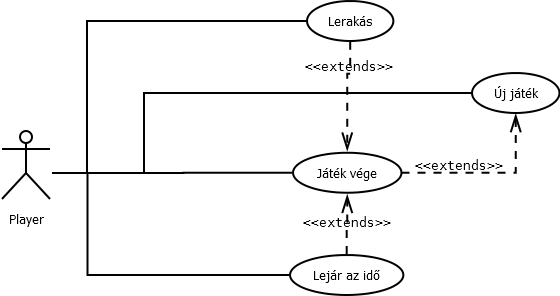 Lerakás
<<extends>>
Új játék
<<extends>>
Játék vége
Player
<<extends>>
Lejár az idő